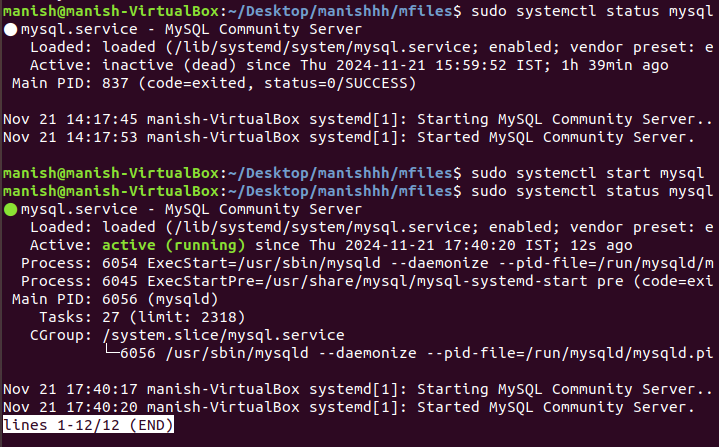 manish@manish-VirtualBox:~/Desktop/manishhh/mfiles$ sudo systemctl status mysql
● mysql.service - MySQL Community Server
   Loaded: loaded (/lib/systemd/system/mysql.service; enabled; vendor preset: e
   Active: inactive (dead) since Thu 2024-11-21 15:59:52 IST; 1h 39min ago
 Main PID: 837 (code=exited, status=0/SUCCESS)

Nov 21 14:17:45 manish-VirtualBox systemd[1]: Starting MySQL Community Server..
Nov 21 14:17:53 manish-VirtualBox systemd[1]: Started MySQL Community Server.

manish@manish-VirtualBox:~/Desktop/manishhh/mfiles$ sudo systemctl start mysql
manish@manish-VirtualBox:~/Desktop/manishhh/mfiles$ sudo systemctl status mysql
● mysql.service - MySQL Community Server
   Loaded: loaded (/lib/systemd/system/mysql.service; enabled; vendor preset: e
   Active: active (running) since Thu 2024-11-21 17:40:20 IST; 12s ago
  Process: 6054 ExecStart=/usr/sbin/mysqld --daemonize --pid-file=/run/mysqld/m
  Process: 6045 ExecStartPre=/usr/share/mysql/mysql-systemd-start pre (code=exi
 Main PID: 6056 (mysqld)
    Tasks: 27 (limit: 2318)
   CGroup: /system.slice/mysql.service
           └─6056 /usr/sbin/mysqld --daemonize --pid-file=/run/mysqld/mysqld.pi

Nov 21 17:40:17 manish-VirtualBox systemd[1]: Starting MySQL Community Server..
Nov 21 17:40:20 manish-VirtualBox systemd[1]: Started MySQL Community Server.
lines 1-12/12 (END)